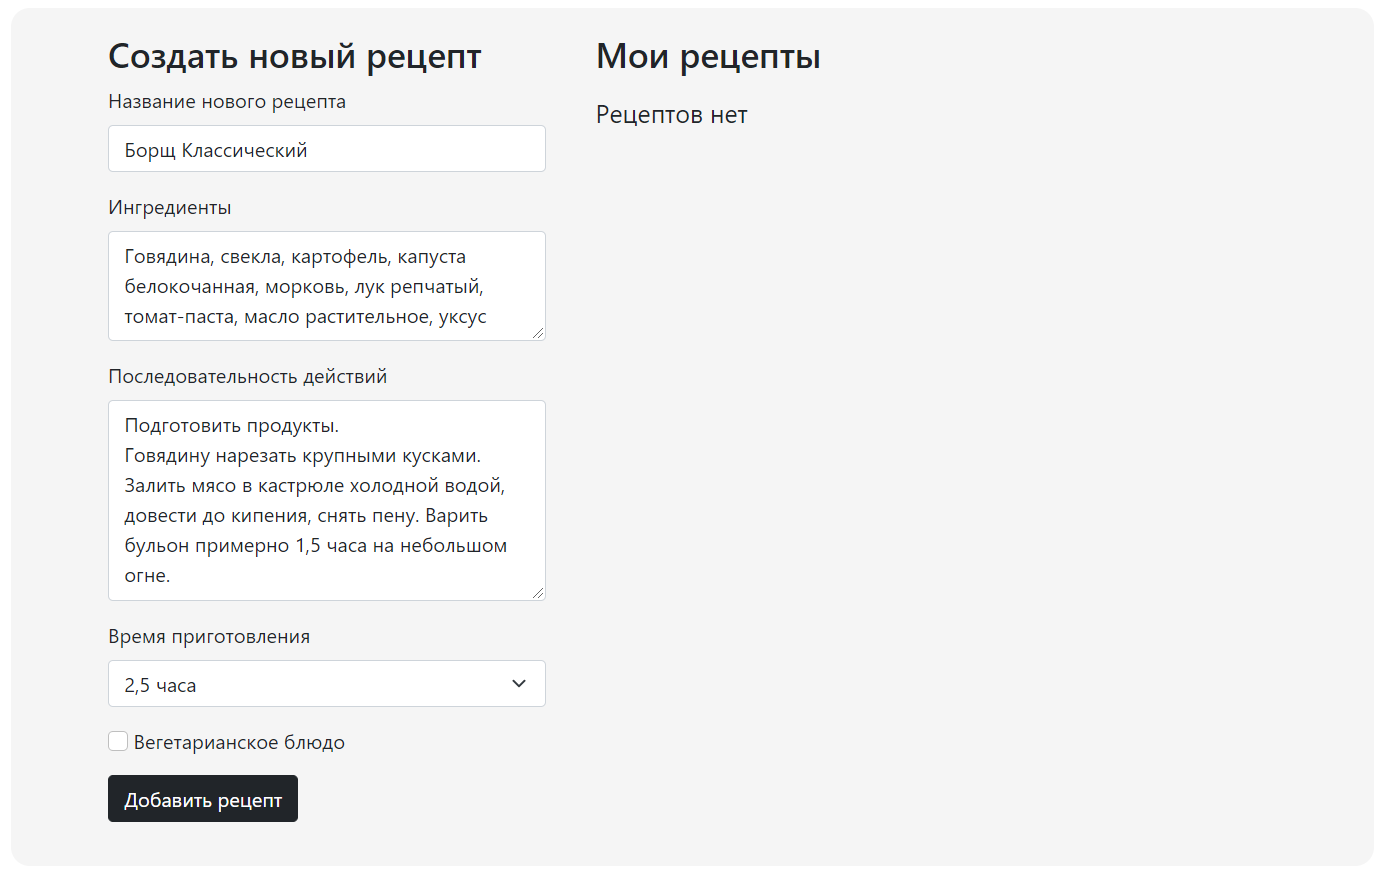 Создать новый рецепт
Название нового рецепта
Борщ Классический
Ингредиенты
Говядина, свекла, картофель, капуста
белокочанная, морковь, лук репчатый,
томат-паста, масло растительное, уксус
Последовательность действий
Подготовить продукты.
Говядину нарезать крупными кусками.
Залить мясо в кастрюле холодной водой,
довести до кипения, снять пену. Варить
бульон примерно 1,5 часа на небольшом
огне.
Время приготовления
2,5 часа
Вегетарианское блюдо
Добавить рецепт
Мои рецепты
Рецептов нет